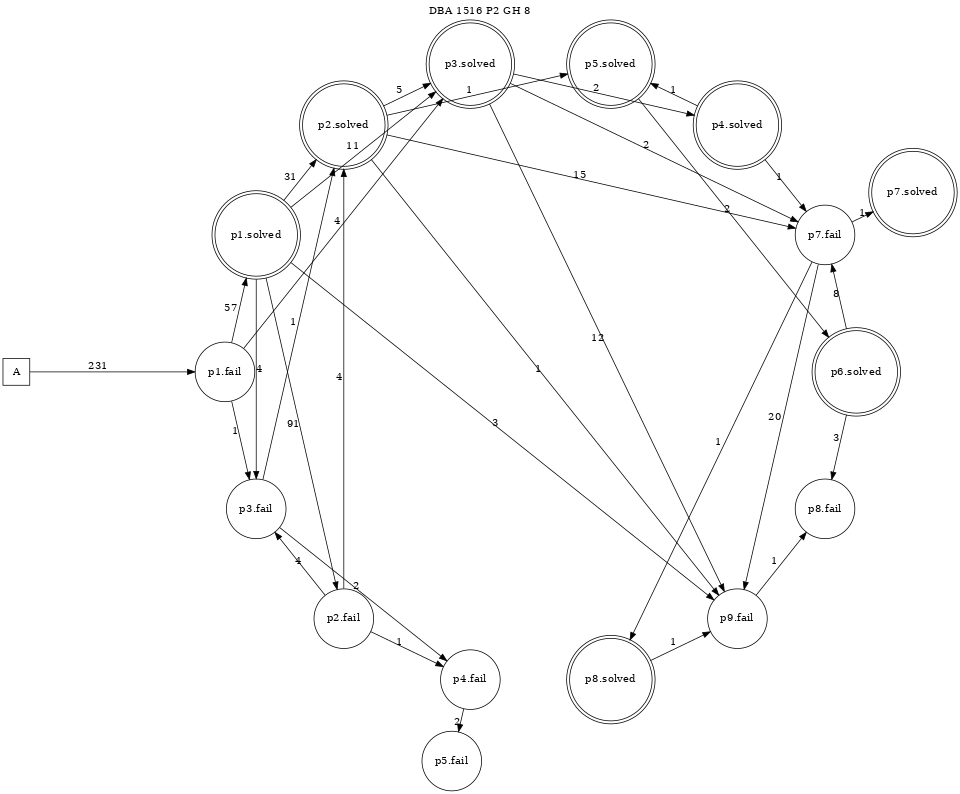 DBA 1516 P2 GH 8
p3.solved
p5.solved
5
1
2
1
p2.solved
p4.solved
11
2
31
15
1
p7.solved
4
2
1
p1.solved
p7.fail
57
1
8
12
A
231
p1.fail
4
4
1
p6.solved
1
91
3
20
1
3
p3.fail
p8.fail
4
2
1
p2.fail
p9.fail
1
1
p4.fail
p8.solved
2
p5.fail